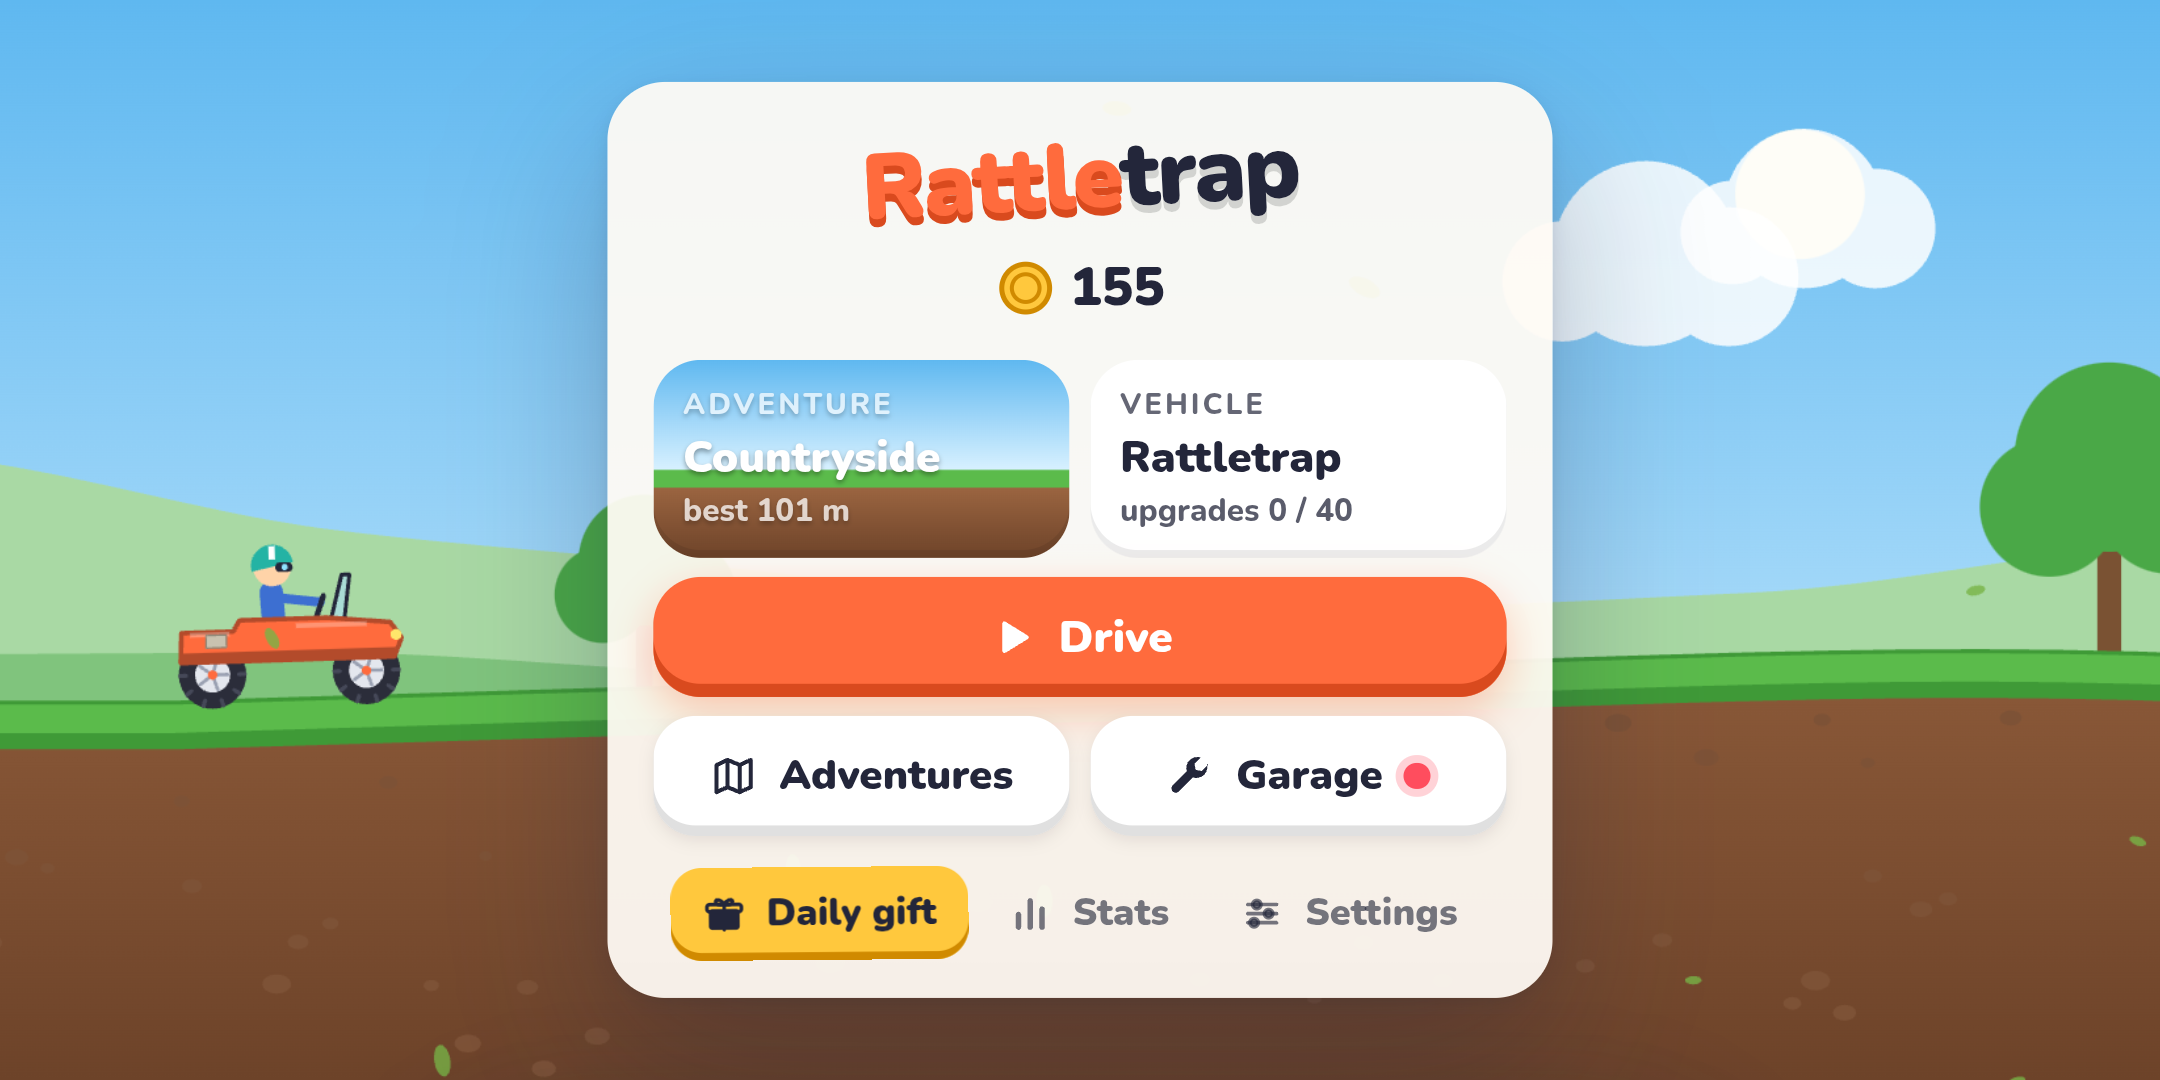 Rattletrap
155
ADVENTURE
Countryside
best 101 m
VEHICLE
Rattletrap
upgrades 0 / 40
Drive
Adventures
Garage
Daily gift
Stats
Settings